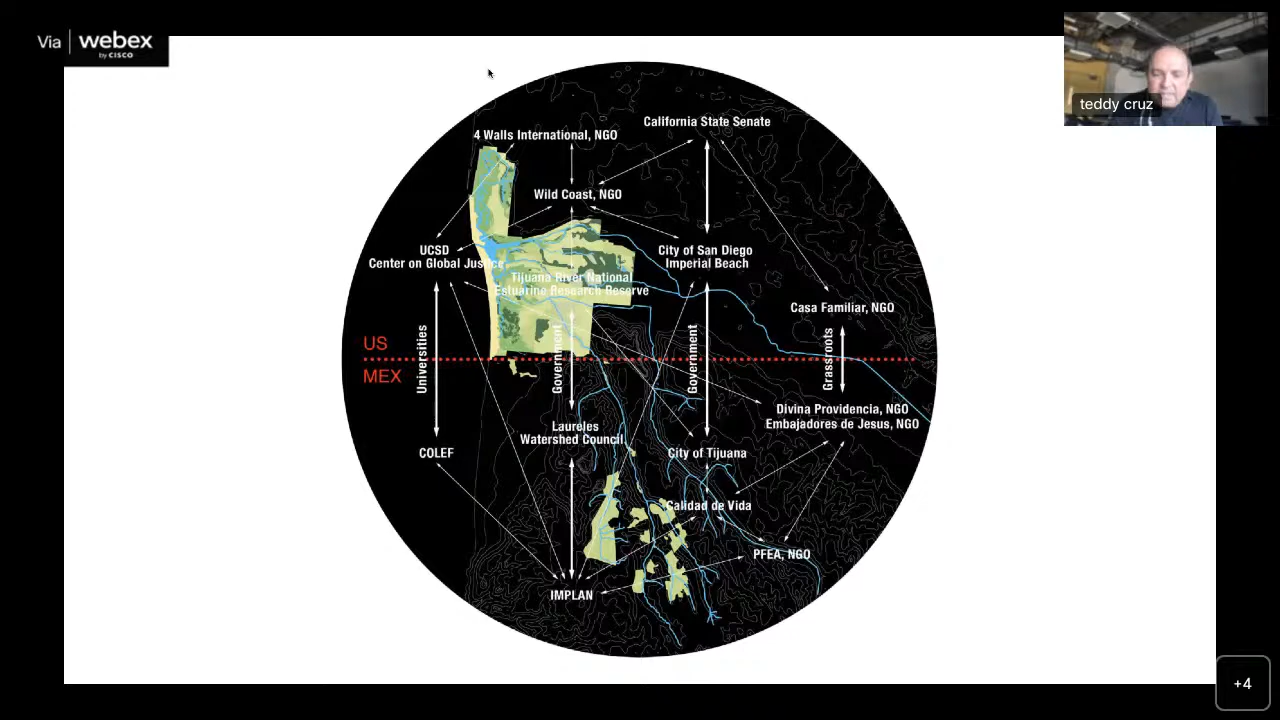 Via webex
by CISCO
teddy cruz
California State Senate
4 Walls International, NGO
Wild Coast, NGO
UCSD
Center on Global Justice
City of San Diego
Imperial Beach
Tijuana River National
Estuarine Research Reserve
Casa Familiar, NGO
US
MEX
Universities
Government
Government
Grassroots
Divina Providencia, NGO
Embajadores de Jesus, NGO
Laureles
Watershed Council
COLEF
City of Tijuana
Calidad de Vida
PFEA, NGO
IMPLAN
+4